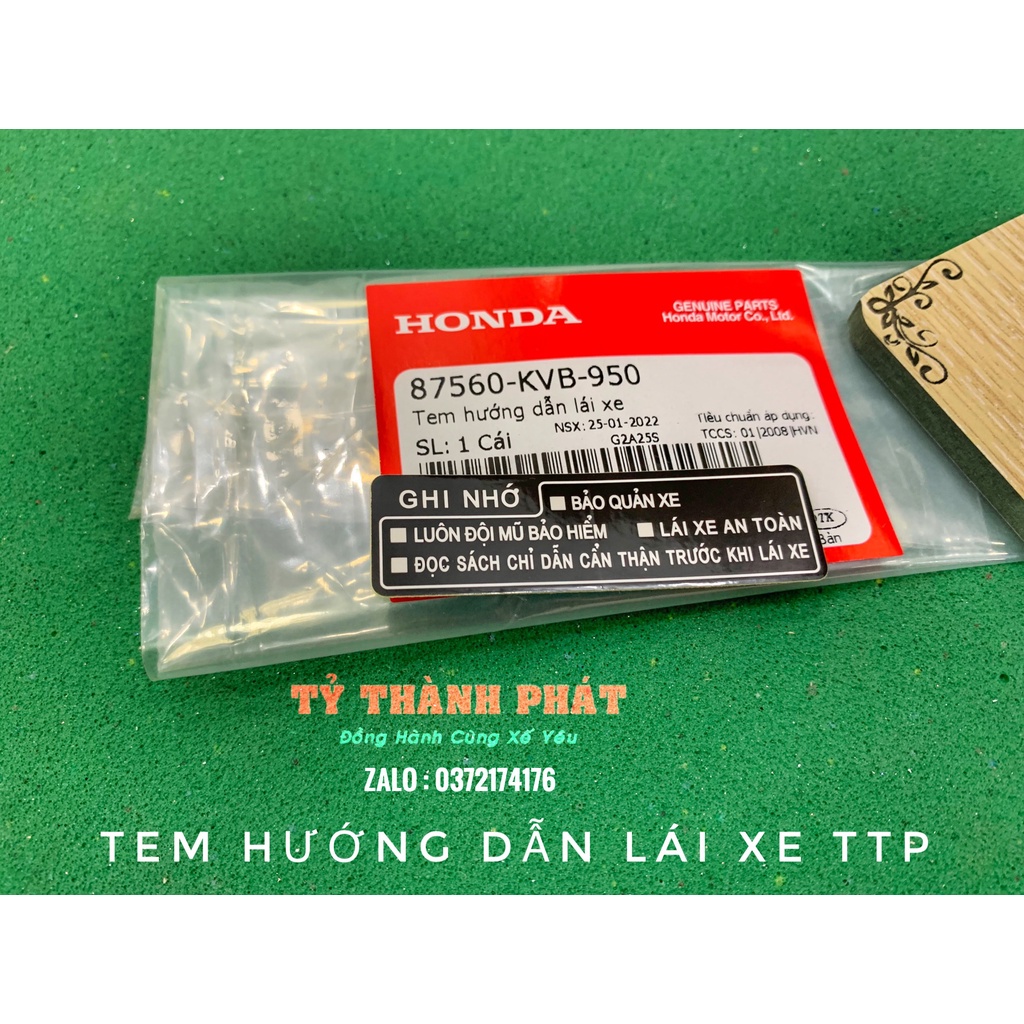 HONDA
GENUINE PARTS
Honda Motor Co., Ltd.
87560-KVB-950
Tem hướng dẫn lái xe
NSX: 25-01-2022
Tiêu chuẩn áp dụng:
SL: 1 Cái
G2A25S
TCCS: 01|2008|HVN
GHI NHỚ
BẢO QUẢN XE
LUÔN ĐỘI MŨ BẢO HIỂM
LÁI XE AN TOÀN
ĐỌC SÁCH CHỈ DẪN CẨN THẬN TRƯỚC KHI LÁI XE
TỶ THÀNH PHÁT
Đồng Hành Cùng Xế Yêu
ZALO : 0372174176
TEM HƯỚNG DẪN LÁI XE TTP